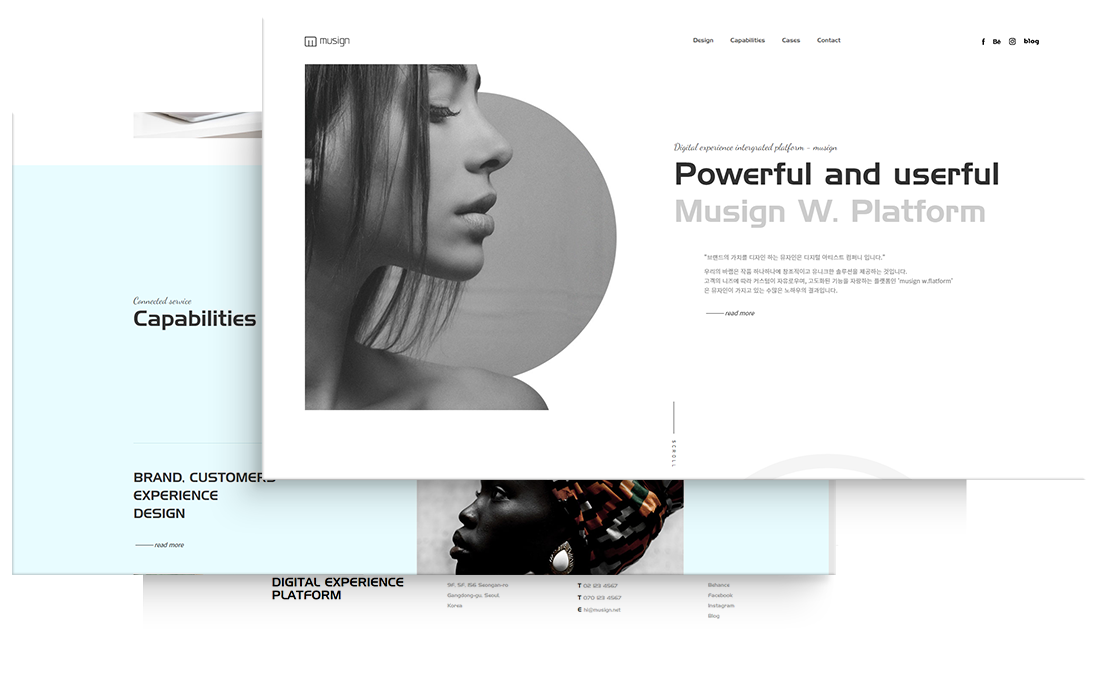 musign
Design Capabilities Cases Contact
f Bē blog
Digital experience intergrated platform - musign
Powerful and userful
Musign W. Platform
"브랜드의 가치를 디자인 하는 뮤자인은 디지털 아티스트 컴퍼니 입니다."
우리의 바램은 작품 하나하나에 창조적이고 유니크한 솔루션을 제공하는 것입니다.
고객의 니즈에 따라 커스텀이 자유로우며, 고도화된 기능을 자랑하는 플랫폼인 'musign w.flatform'
은 뮤자인이 가지고 있는 수많은 노하우의 결과입니다.
read more
SCROLL
Connected service
Capabilities
BRAND, CUSTOMERS
EXPERIENCE
DESIGN
read more
DIGITAL EXPERIENCE
PLATFORM
9F, 5F, 156 Seongan-ro
Gangdong-gu, Seoul,
Korea
T 02 123 4567
T 070 123 4567
E hi@musign.net
Behance
Facebook
Instagram
Blog